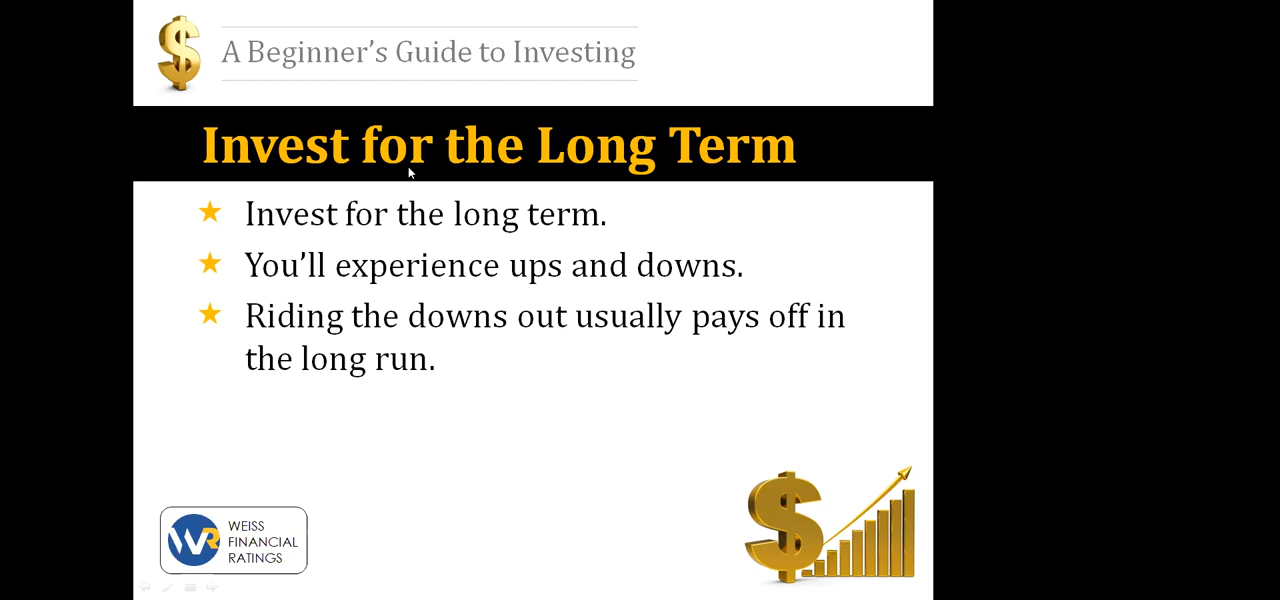 A Beginner’s Guide to Investing
Invest for the Long Term
Invest for the long term.
You’ll experience ups and downs.
Riding the downs out usually pays off in
the long run.
WR
WEISS
FINANCIAL
RATINGS